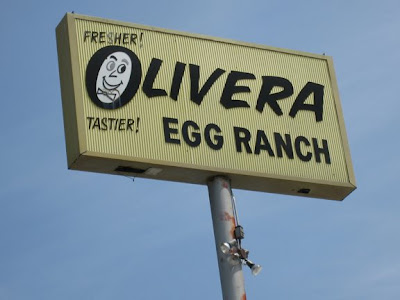 FRESHER!
OLIVERA
TASTIER!
EGG RANCH